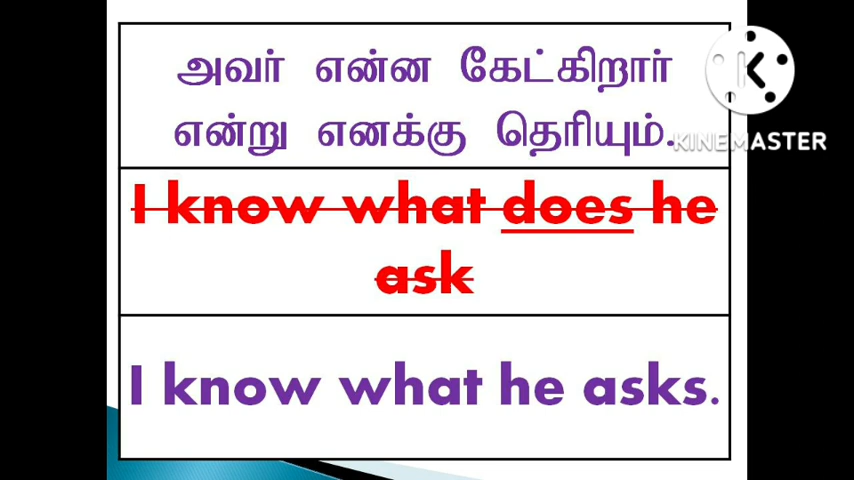 அவர் என்ன கேட்கிறார்
என்று எனக்கு தெரியும்.
KINEMASTER
I know what does he
ask
I know what he asks.